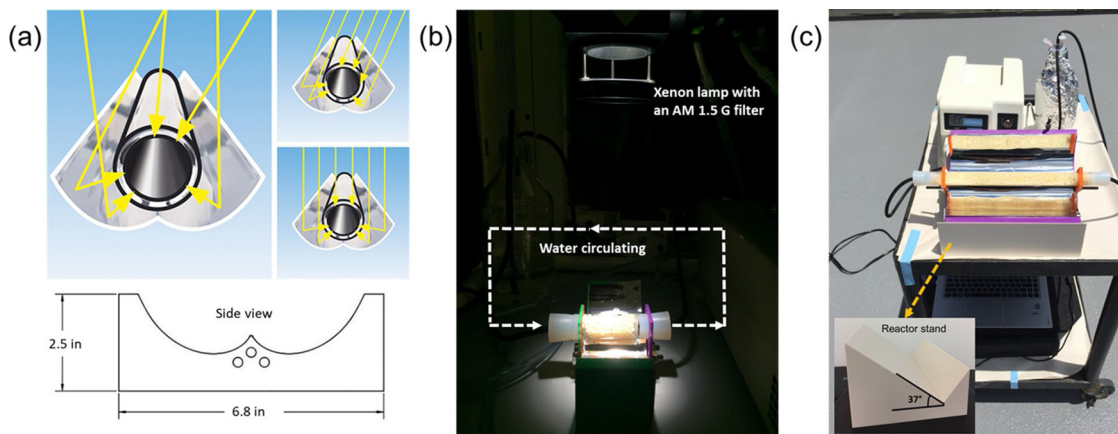 (a)
Side view
2.5 in
6.8 in
(b)
Xenon lamp with
an AM 1.5 G filter
Water circulating
(c)
Reactor stand
37°